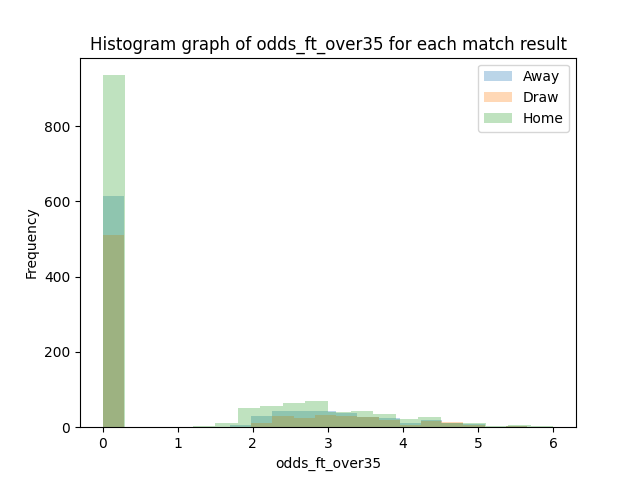 Histogram graph of odds_ft_over35 for each match result
Away
Draw
Home
Frequency
800
600
400
200
0
0 1 2 3 4 5 6
odds_ft_over35